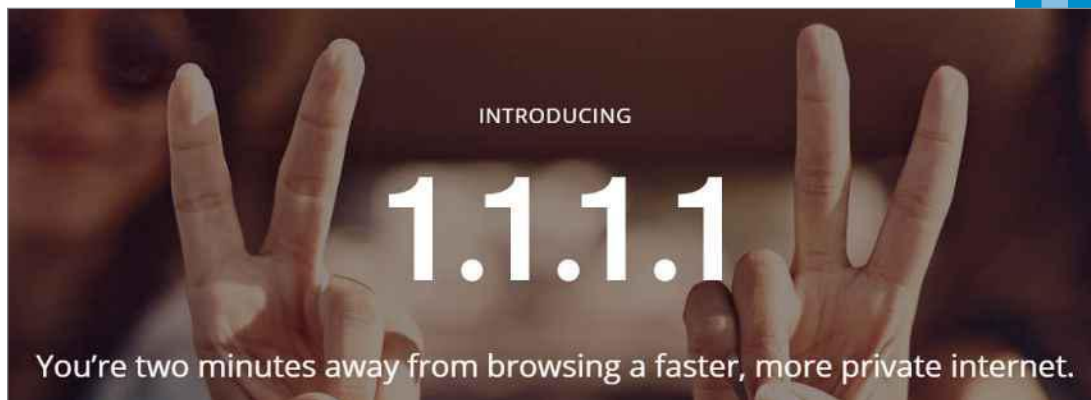 INTRODUCING
1.1.1.1
You’re two minutes away from browsing a faster, more private internet.